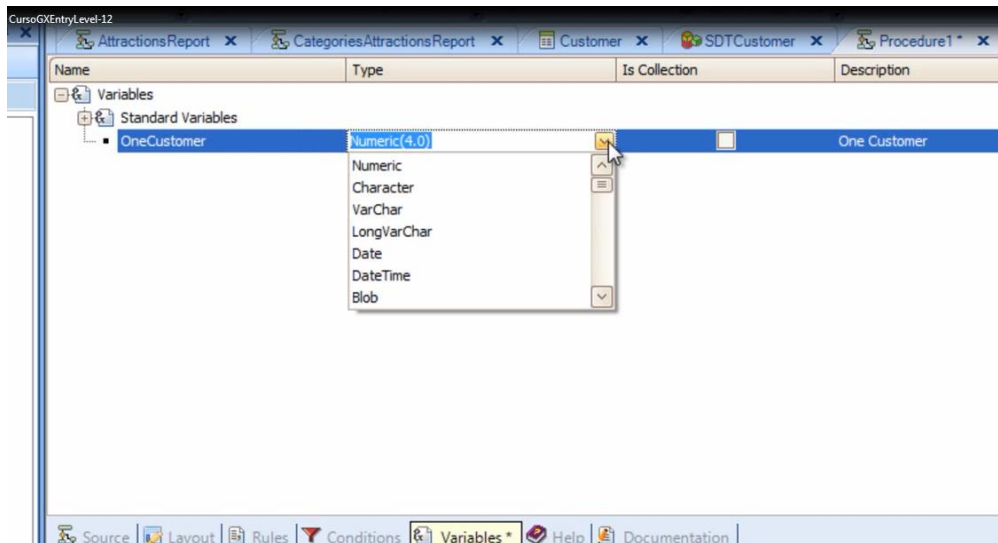 CursoGXEntryLevel-12
AttractionsReport CategoriesAttractionsReport Customer SDTCustomer Procedure1 *
Name Type Is Collection Description
Variables
Standard Variables
OneCustomer Numeric(4.0) One Customer
Numeric
Character
VarChar
LongVarChar
Date
DateTime
Blob
Source Layout Rules Conditions Variables * Help Documentation